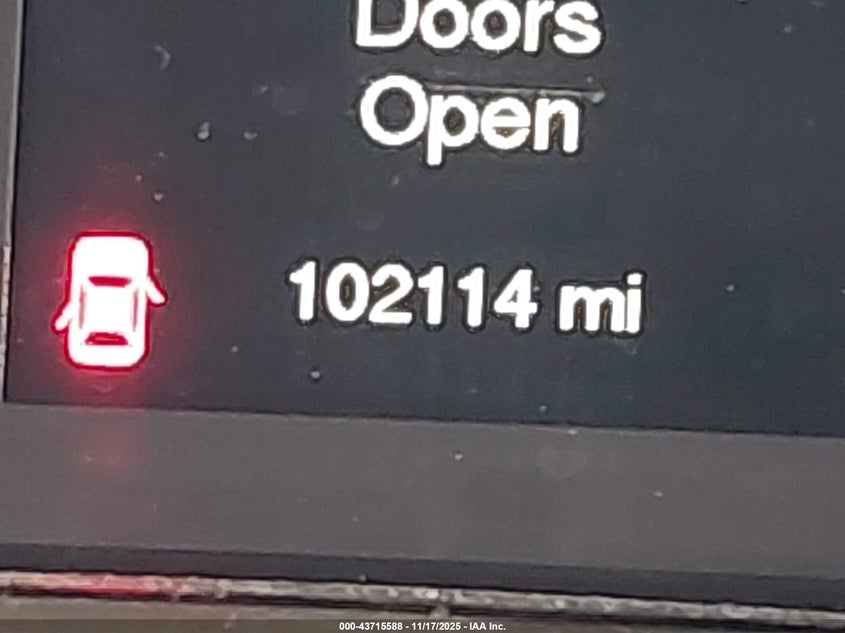 Doors
Open
102114 mi
000-43715588 - 11/17/2025 - IAA Inc.